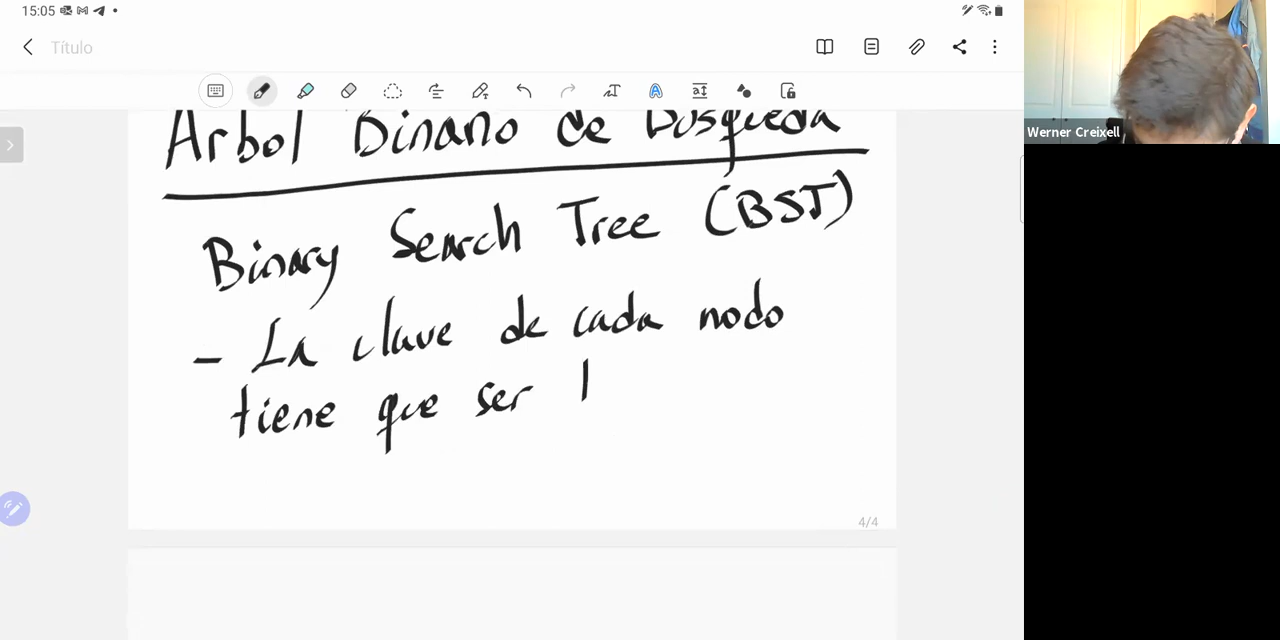 15:05
Título
Arbol Binario de Búsqueda
Binary Search Tree (BST)
- La clave de cada nodo
tiene que ser
4/4
Werner Creixell